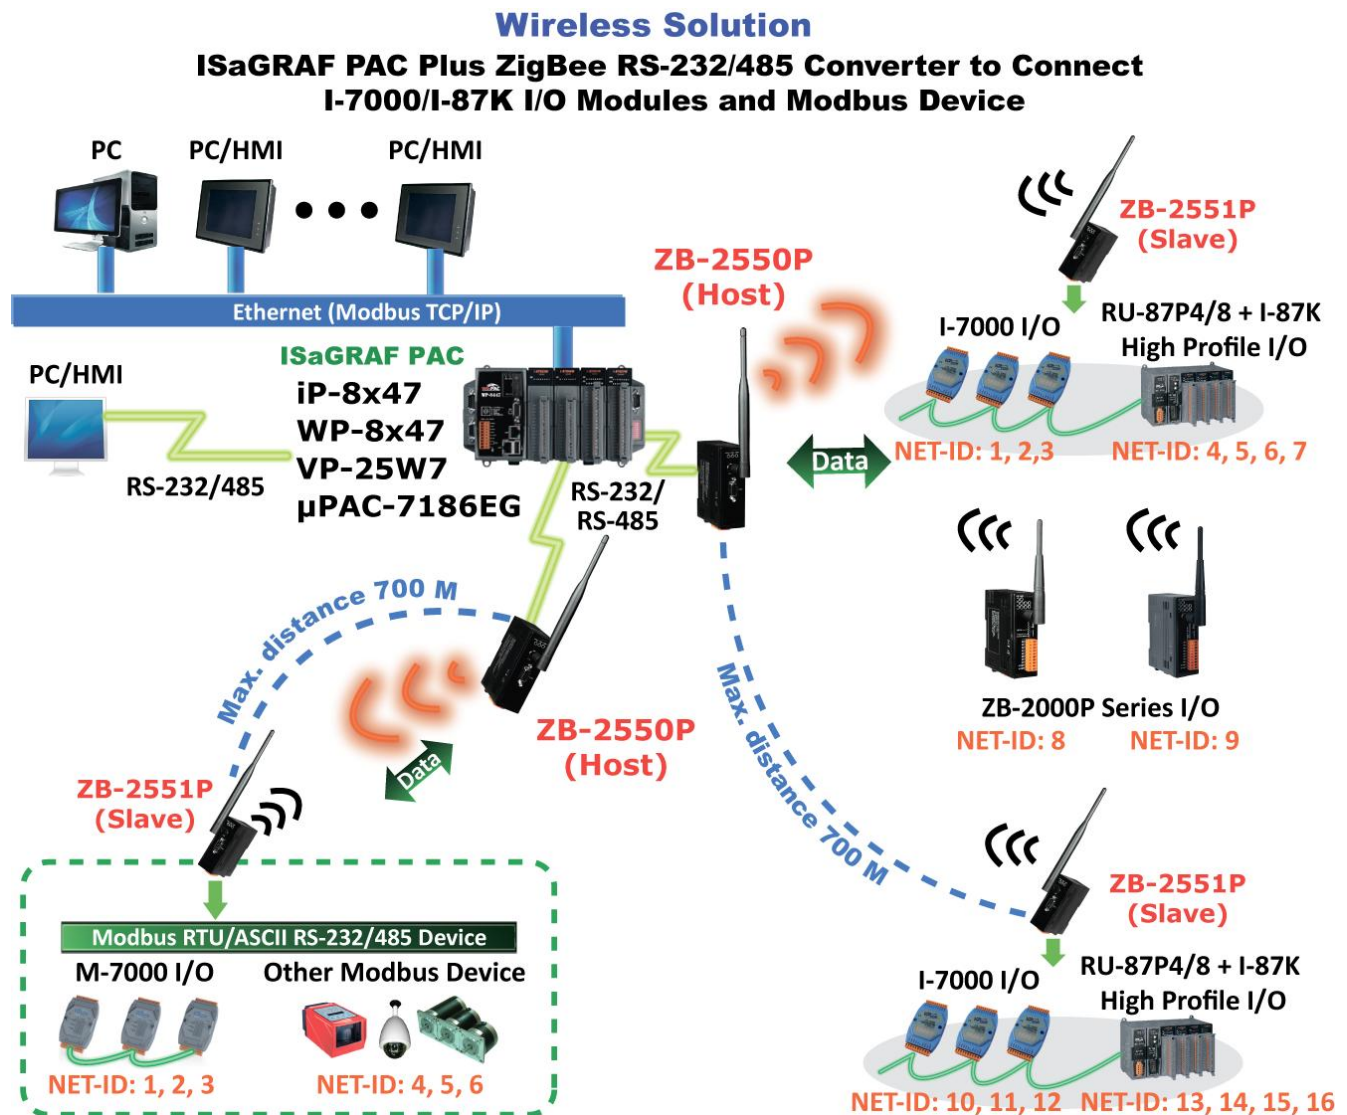 Wireless Solution
ISaGRAF PAC Plus ZigBee RS-232/485 Converter to Connect
I-7000/I-87K I/O Modules and Modbus Device
PC
PC/HMI
PC/HMI
Ethernet (Modbus TCP/IP)
PC/HMI
RS-232/485
ISaGRAF PAC
iP-8x47
WP-8x47
VP-25W7
µPAC-7186EG
RS-232/
RS-485
ZB-2550P
(Host)
Data
ZB-2551P
(Slave)
I-7000 I/O
RU-87P4/8 + I-87K
High Profile I/O
NET-ID: 1, 2,3
NET-ID: 4, 5, 6, 7
ZB-2000P Series I/O
NET-ID: 8
NET-ID: 9
Max. distance 700 M
Max. distance 700 M
ZB-2550P
(Host)
Data
ZB-2551P
(Slave)
Modbus RTU/ASCII RS-232/485 Device
M-7000 I/O
Other Modbus Device
NET-ID: 1, 2, 3
NET-ID: 4, 5, 6
ZB-2551P
(Slave)
I-7000 I/O
RU-87P4/8 + I-87K
High Profile I/O
NET-ID: 10, 11, 12
NET-ID: 13, 14, 15, 16